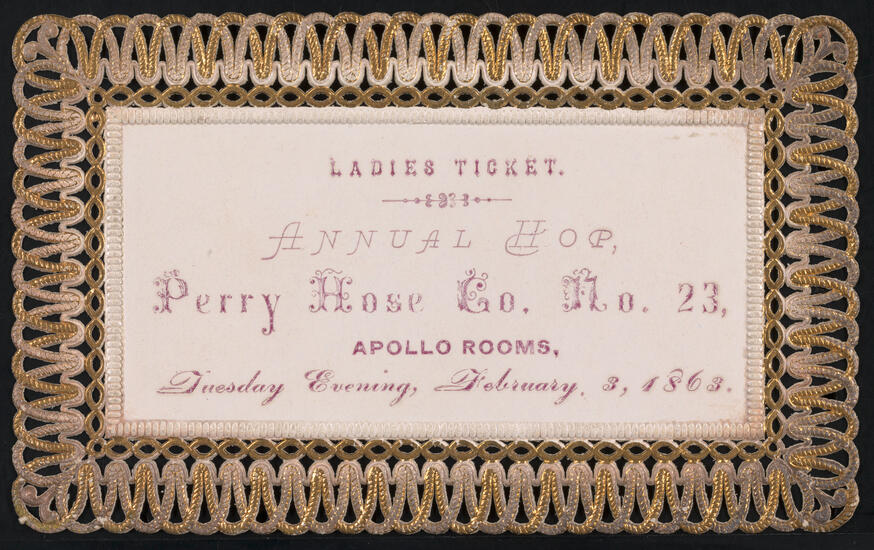 LADIES TICKET.
ANNUAL HOP,
Perry Hose Co. No. 23,
APOLLO ROOMS,
Tuesday Evening, February, 3, 1863.